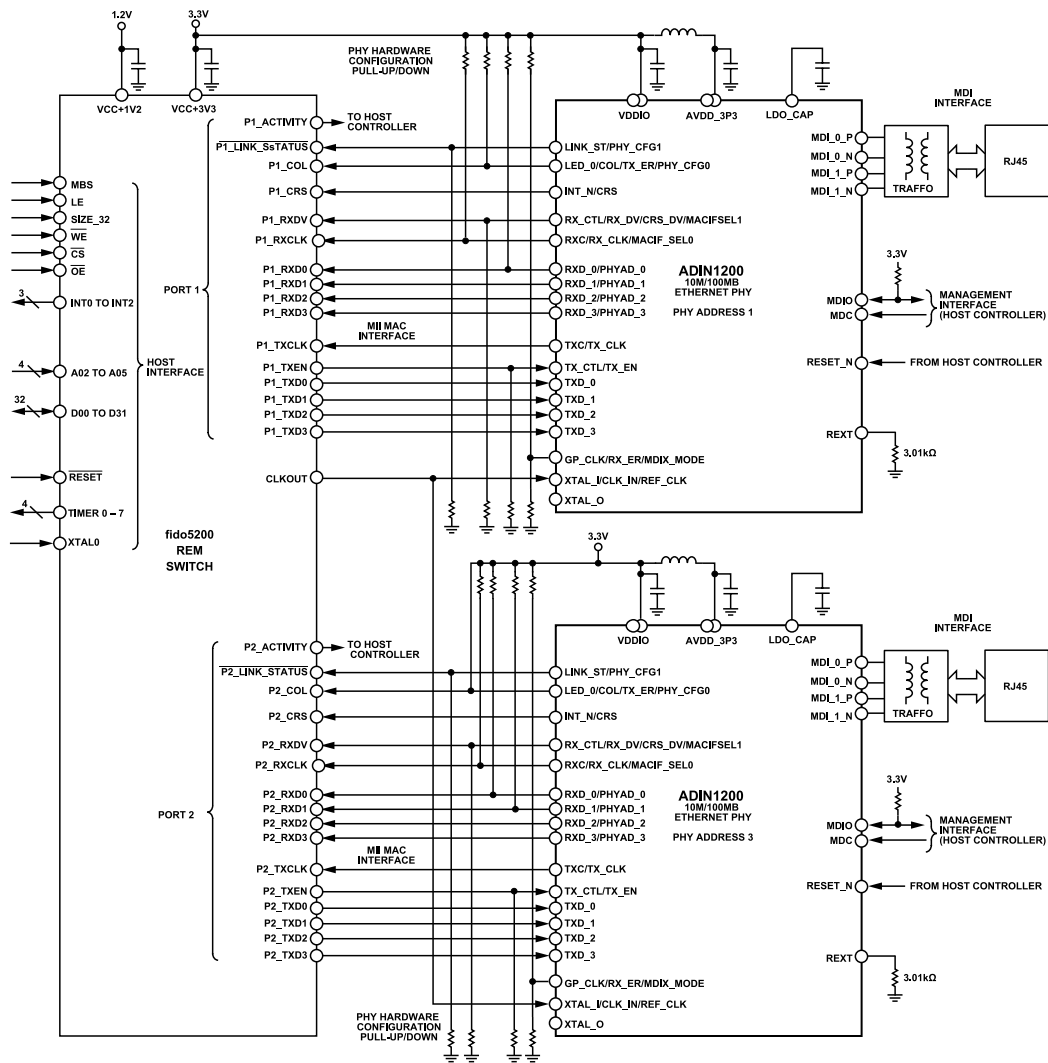 1.2V
3.3V
PHY HARDWARE
CONFIGURATION
PULL-UP/DOWN
VCC+1V2
VCC+3V3
VDDIO
AVDD_3P3
LDO_CAP
MDI
INTERFACE
P1_ACTIVITY
TO HOST
CONTROLLER
P1_LINK_SsTATUS
P1_COL
P1_CRS
P1_RXDV
P1_RXCLK
P1_RXD0
P1_RXD1
P1_RXD2
P1_RXD3
MII MAC
INTERFACE
P1_TXCLK
P1_TXEN
P1_TXD0
P1_TXD1
P1_TXD2
P1_TXD3
CLKOUT
PORT 1
MBS
LE
SIZE_32
WE
CS
OE
3
INT0 TO INT2
HOST
INTERFACE
4
A02 TO A05
32
D00 TO D31
RESET
4
TIMER 0 – 7
XTAL0
fido5200
REM
SWITCH
LINK_ST/PHY_CFG1
LED_0/COL/TX_ER/PHY_CFG0
INT_N/CRS
RX_CTL/RX_DV/CRS_DV/MACIFSEL1
RXC/RX_CLK/MACIF_SEL0
RXD_0/PHYAD_0
RXD_1/PHYAD_1
RXD_2/PHYAD_2
RXD_3/PHYAD_3
ADIN1200
10M/100MB
ETHERNET PHY
PHY ADDRESS 1
TXC/TX_CLK
TX_CTL/TX_EN
TXD_0
TXD_1
TXD_2
TXD_3
GP_CLK/RX_ER/MDIX_MODE
XTAL_I/CLK_IN/REF_CLK
XTAL_O
MDI_0_P
MDI_0_N
MDI_1_P
MDI_1_N
TRAFFO
RJ45
3.3V
MDIO
MDC
MANAGEMENT
INTERFACE
(HOST CONTROLLER)
RESET_N
FROM HOST CONTROLLER
REXT
3.01kΩ
3.3V
VDDIO
AVDD_3P3
LDO_CAP
MDI
INTERFACE
P2_ACTIVITY
TO HOST
CONTROLLER
P2_LINK_STATUS
P2_COL
P2_CRS
P2_RXDV
P2_RXCLK
P2_RXD0
P2_RXD1
P2_RXD2
P2_RXD3
MII MAC
INTERFACE
P2_TXCLK
P2_TXEN
P2_TXD0
P2_TXD1
P2_TXD2
P2_TXD3
PORT 2
PHY HARDWARE
CONFIGURATION
PULL-UP/DOWN
LINK_ST/PHY_CFG1
LED_0/COL/TX_ER/PHY_CFG0
INT_N/CRS
RX_CTL/RX_DV/CRS_DV/MACIFSEL1
RXC/RX_CLK/MACIF_SEL0
RXD_0/PHYAD_0
RXD_1/PHYAD_1
RXD_2/PHYAD_2
RXD_3/PHYAD_3
ADIN1200
10M/100MB
ETHERNET PHY
PHY ADDRESS 3
TXC/TX_CLK
TX_CTL/TX_EN
TXD_0
TXD_1
TXD_2
TXD_3
GP_CLK/RX_ER/MDIX_MODE
XTAL_I/CLK_IN/REF_CLK
XTAL_O
MDI_0_P
MDI_0_N
MDI_1_P
MDI_1_N
TRAFFO
RJ45
3.3V
MDIO
MDC
MANAGEMENT
INTERFACE
(HOST CONTROLLER)
RESET_N
FROM HOST CONTROLLER
REXT
3.01kΩ